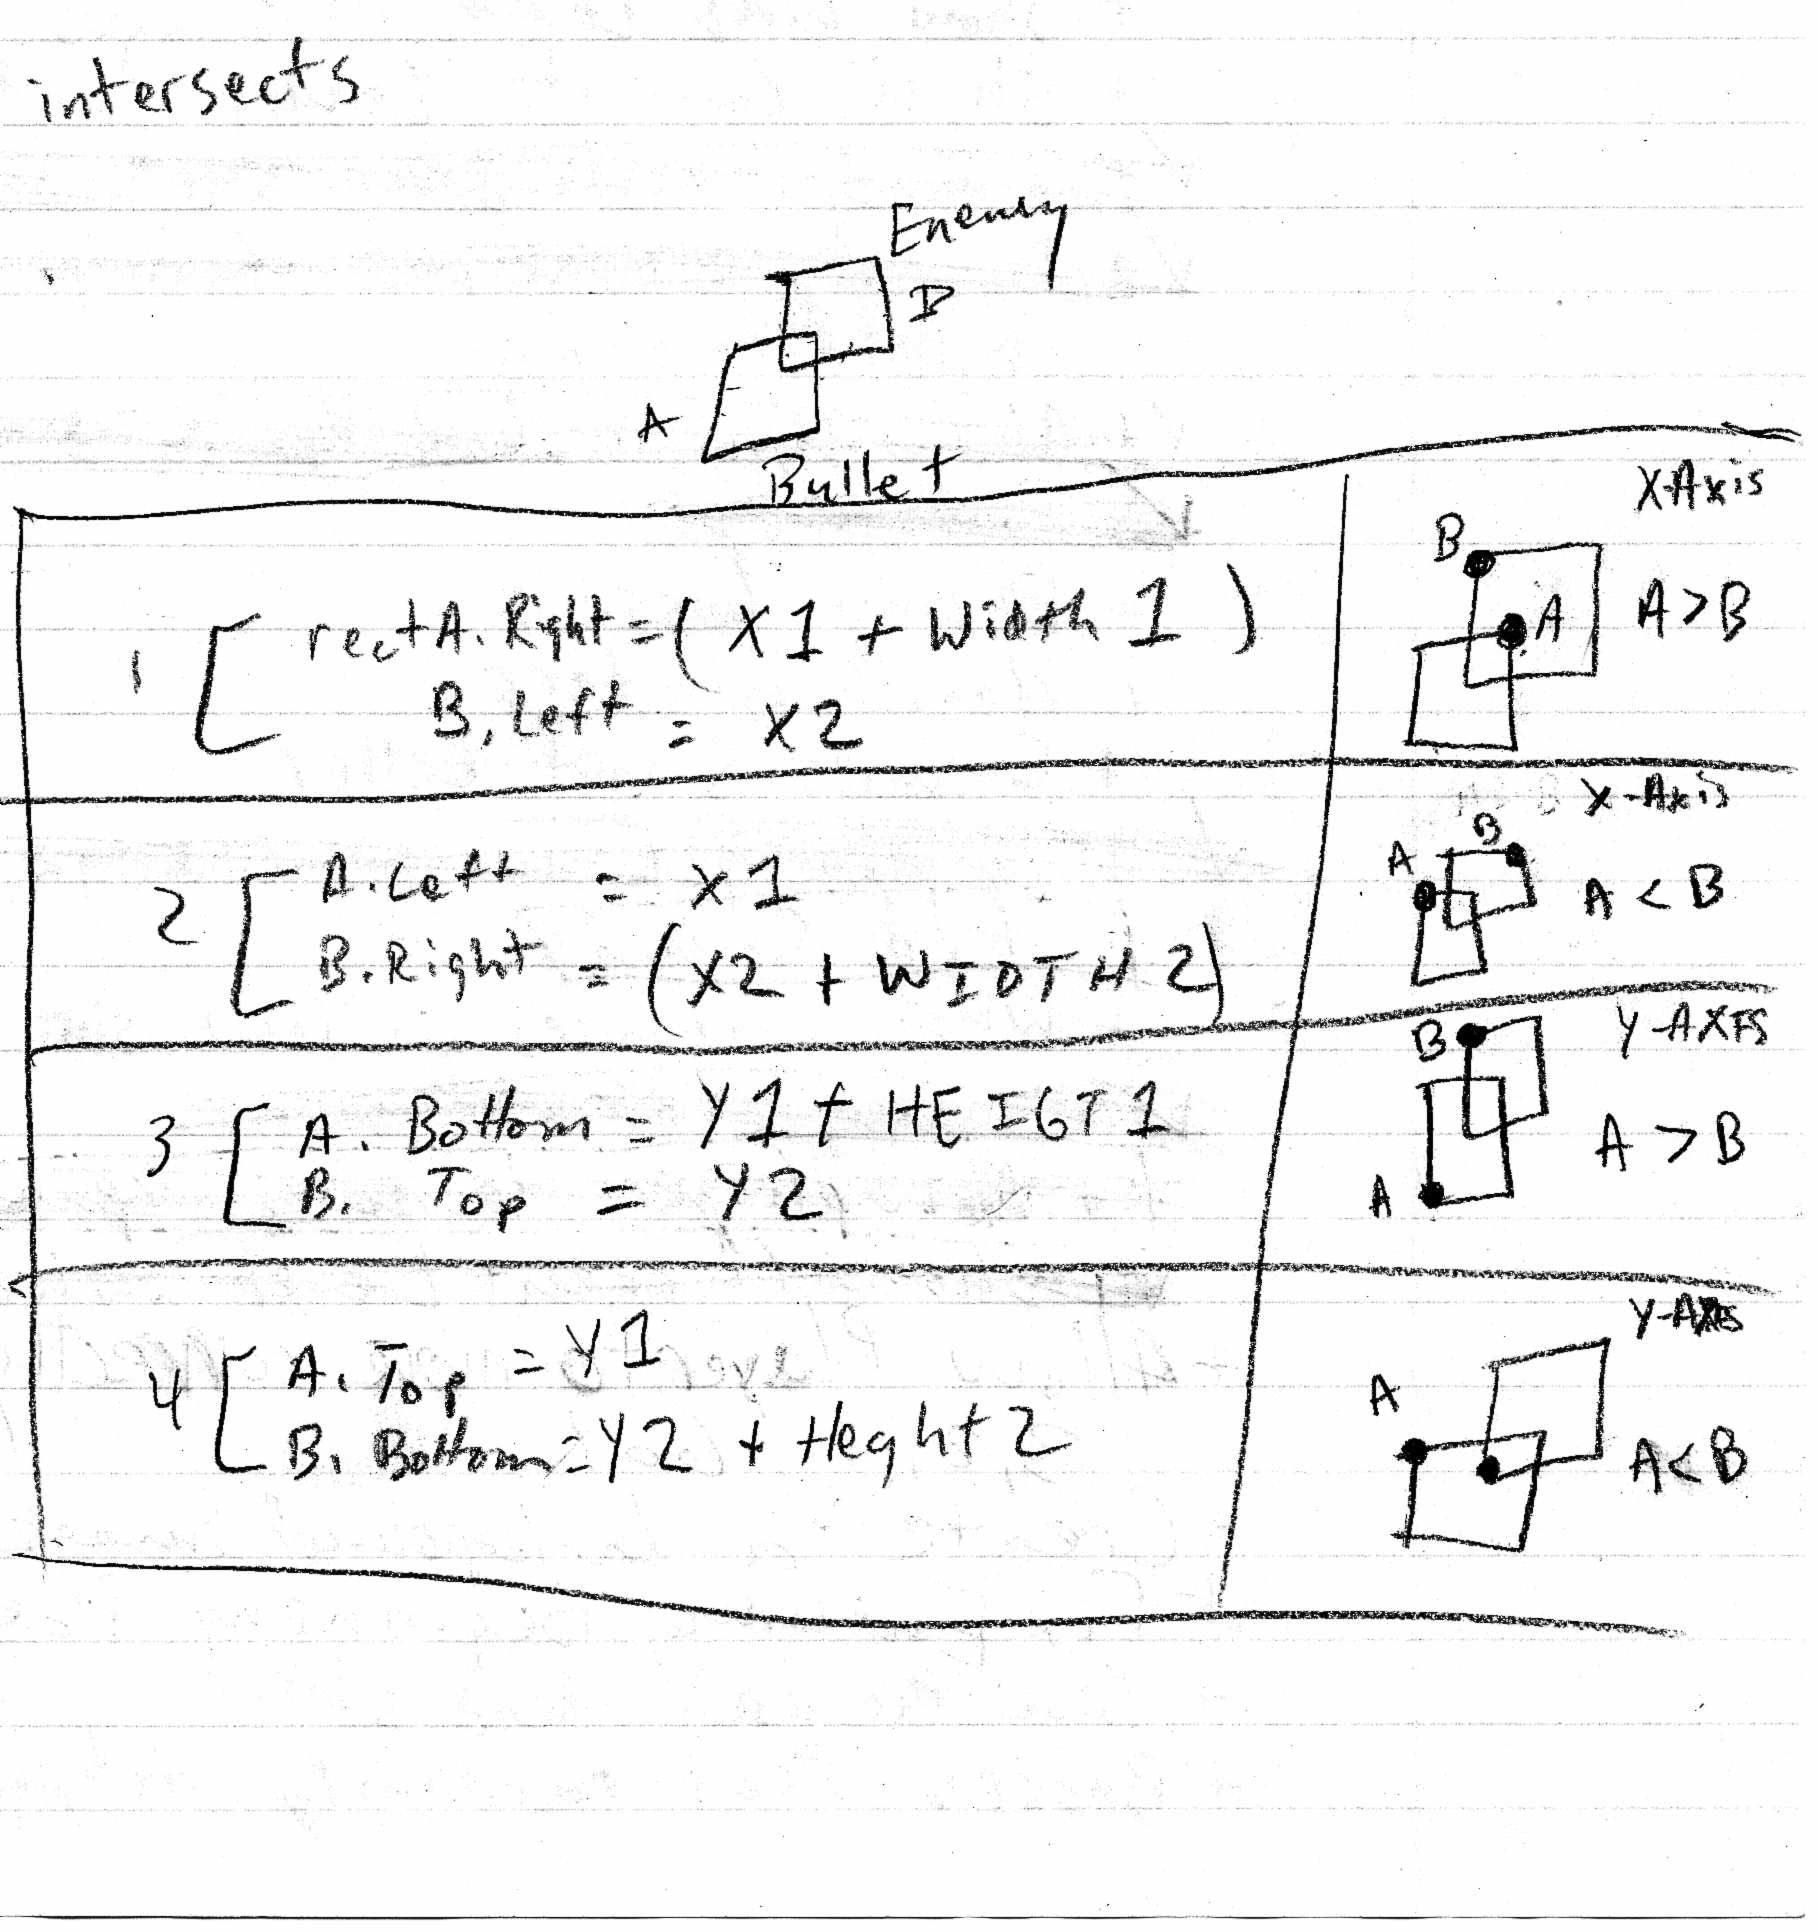 intersects
Enemy
B
A
Bullet
X-Axis
B
1 rectA. Right = ( X1 + Width 1 )
A A > B
B. Left = X2
X-Axis
B
A
2 A. Left = X1
A < B
B. Right = (X2 + WIDTH 2)
Y-AXIS
B
3 A. Bottom = Y1 + HEIGT 1
A > B
B. Top = Y2
A
Y-AXIS
4 A. Top = Y1
A
B. Bottom = Y2 + Heght 2
A < B